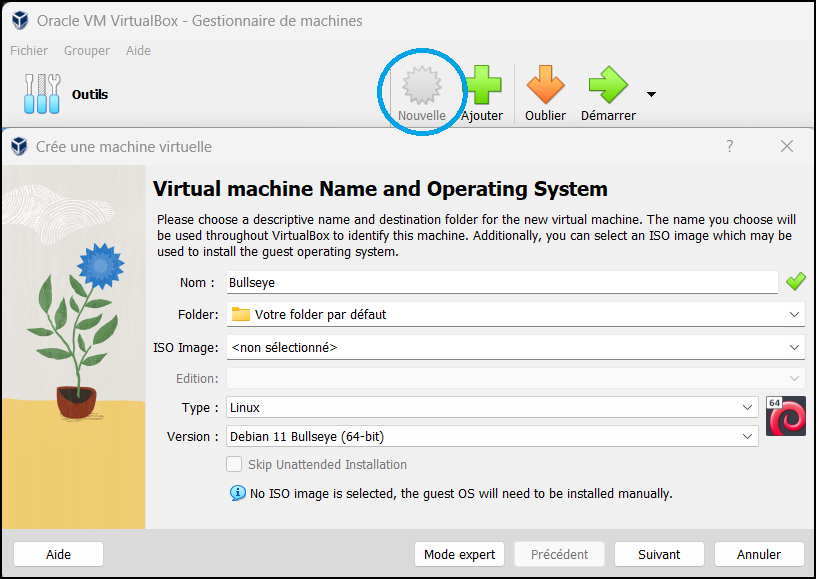 Oracle VM VirtualBox - Gestionnaire de machines
Fichier Grouper Aide
Outils
Nouvelle Ajouter Oublier Démarrer
Crée une machine virtuelle ?
Virtual machine Name and Operating System
Please choose a descriptive name and destination folder for the new virtual machine. The name you choose will
be used throughout VirtualBox to identify this machine. Additionally, you can select an ISO image which may be
used to install the guest operating system.
Nom : Bullseye
Folder: Votre folder par défaut
ISO Image: <non sélectionné>
Edition:
Type : Linux
64
Version : Debian 11 Bullseye (64-bit)
Skip Unattended Installation
No ISO image is selected, the guest OS will need to be installed manually.
Aide Mode expert Précédent Suivant Annuler